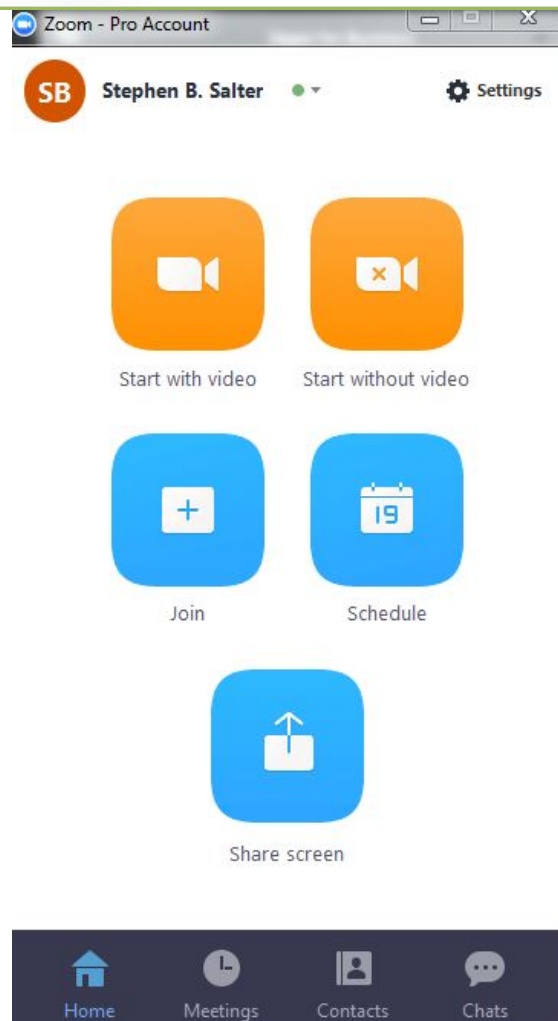 Zoom - Pro Account
SB Stephen B. Salter Settings
Start with video Start without video
19
Join Schedule
Share screen
Home Meetings Contacts Chats